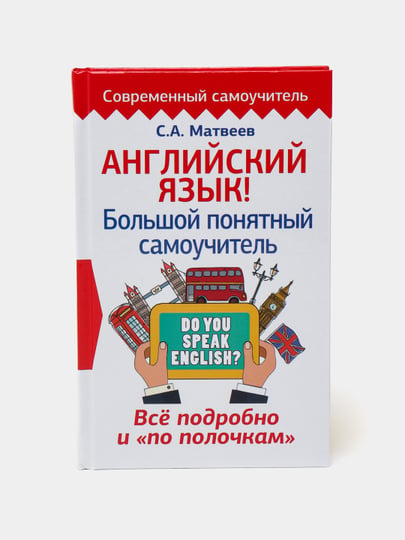 Современный самоучитель
С.А. Матвеев
АНГЛИЙСКИЙ
ЯЗЫК!
Большой понятный
самоучитель
DO YOU
SPEAK
ENGLISH?
Всё подробно
и «по полочкам»